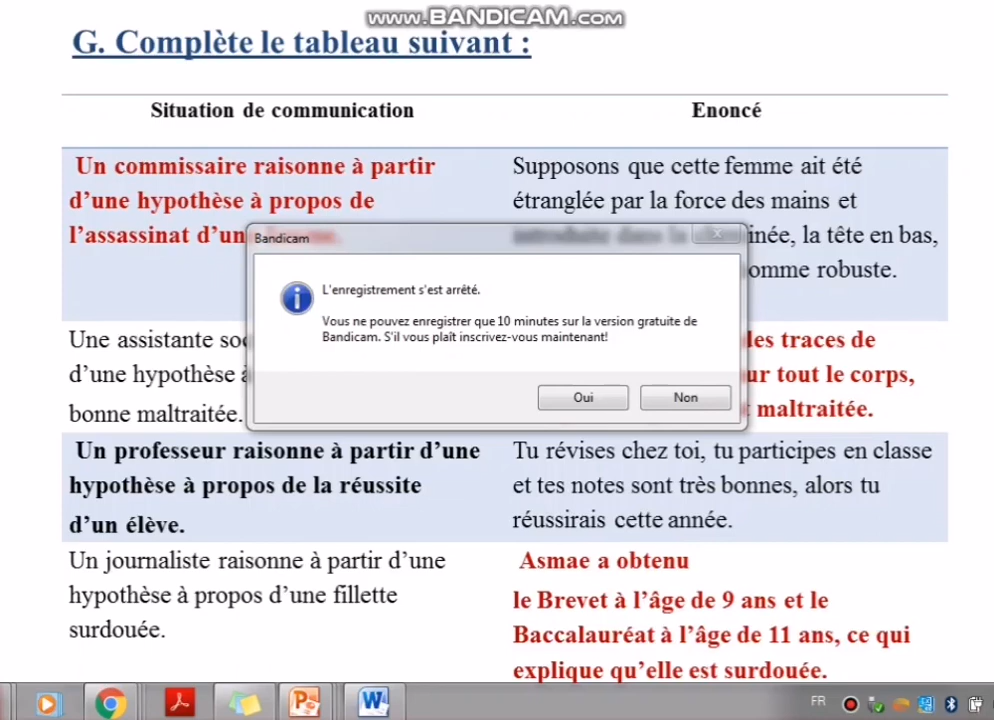 www.BANDICAM.com
G. Complète le tableau suivant :
Situation de communication
Enoncé
Un commissaire raisonne à partir
d’une hypothèse à propos de
l’assassinat d’un
Supposons que cette femme ait été
étranglée par la force des mains et
inée, la tête en bas,
omme robuste.
Bandicam
L'enregistrement s'est arrêté.
Vous ne pouvez enregistrer que 10 minutes sur la version gratuite de
Bandicam. S'il vous plaît inscrivez-vous maintenant!
Oui
Non
Une assistante so
d’une hypothèse à
bonne maltraitée.
les traces de
ur tout le corps,
maltraitée.
Un professeur raisonne à partir d’une
hypothèse à propos de la réussite
d’un élève.
Tu révises chez toi, tu participes en classe
et tes notes sont très bonnes, alors tu
réussirais cette année.
Un journaliste raisonne à partir d’une
hypothèse à propos d’une fillette
surdouée.
Asmae a obtenu
le Brevet à l’âge de 9 ans et le
Baccalauréat à l’âge de 11 ans, ce qui
explique qu’elle est surdouée.
FR